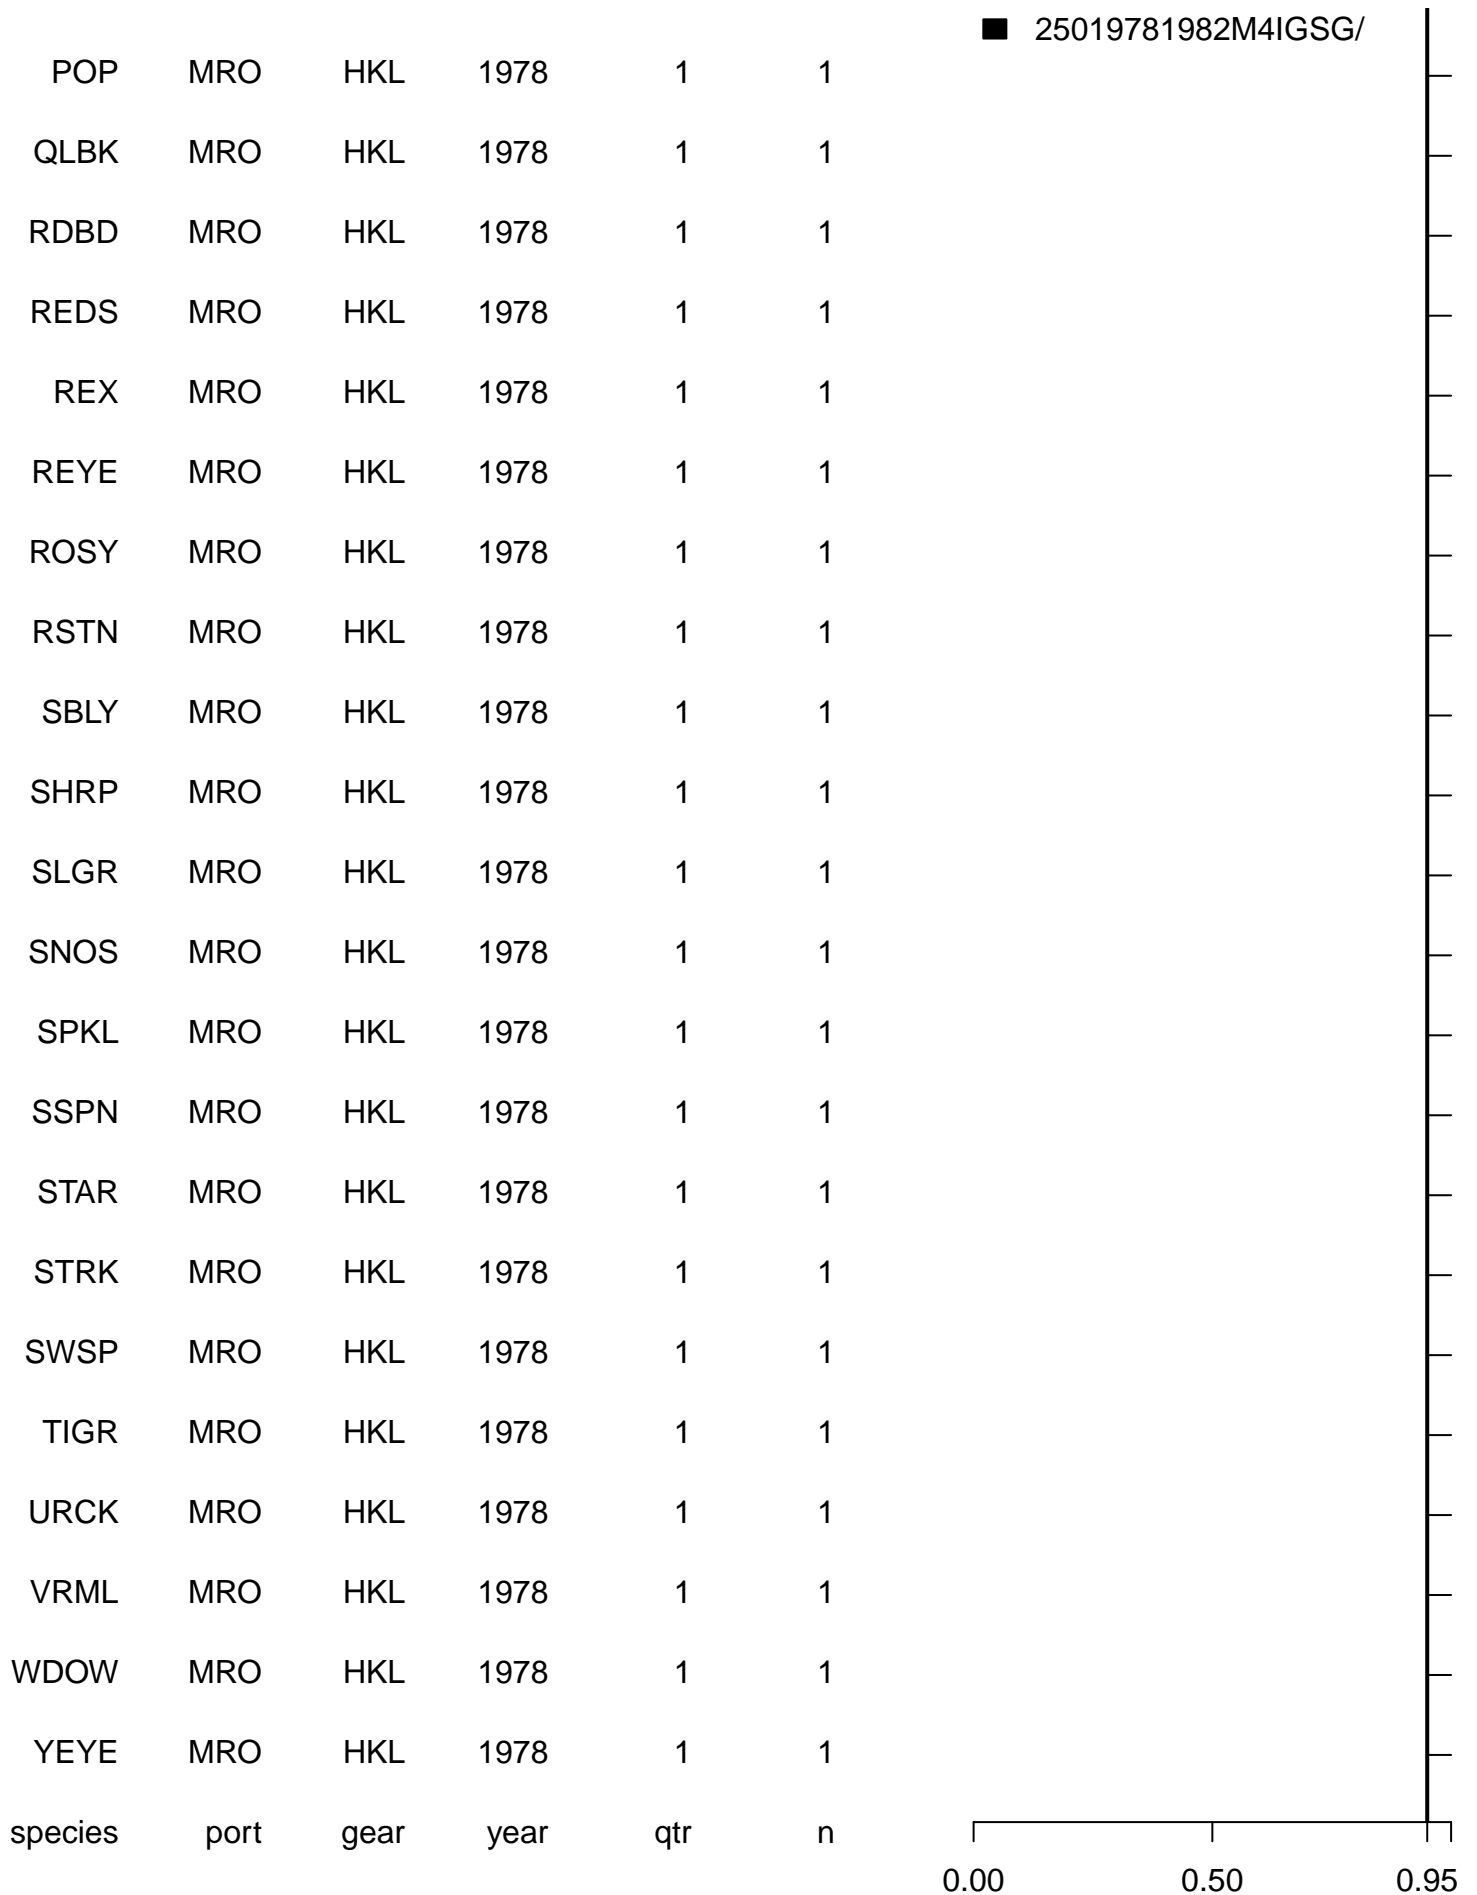 25019781982M4IGSG/
POP MRO HKL 1978 1 1
QLBK MRO HKL 1978 1 1
RDBD MRO HKL 1978 1 1
REDS MRO HKL 1978 1 1
REX MRO HKL 1978 1 1
REYE MRO HKL 1978 1 1
ROSY MRO HKL 1978 1 1
RSTN MRO HKL 1978 1 1
SBLY MRO HKL 1978 1 1
SHRP MRO HKL 1978 1 1
SLGR MRO HKL 1978 1 1
SNOS MRO HKL 1978 1 1
SPKL MRO HKL 1978 1 1
SSPN MRO HKL 1978 1 1
STAR MRO HKL 1978 1 1
STRK MRO HKL 1978 1 1
SWSP MRO HKL 1978 1 1
TIGR MRO HKL 1978 1 1
URCK MRO HKL 1978 1 1
VRML MRO HKL 1978 1 1
WDOW MRO HKL 1978 1 1
YEYE MRO HKL 1978 1 1
species port gear year qtr n
0.00 0.50 0.95